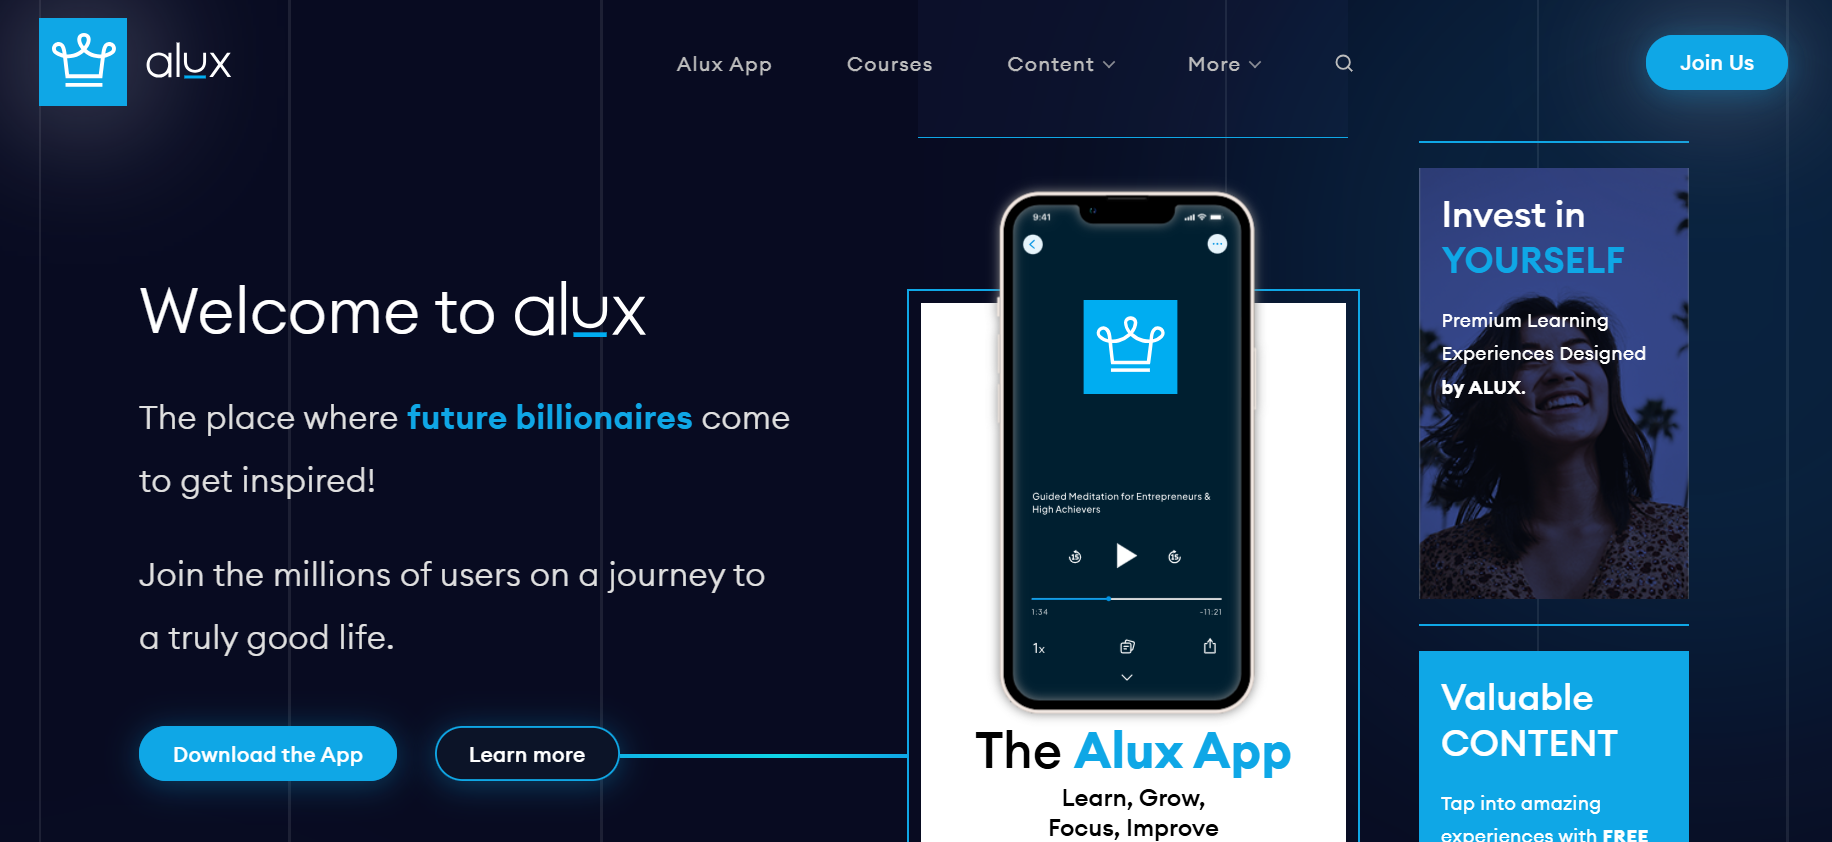 alux
Alux App
Courses
Content
More
Join Us
Welcome to alux
The place where future billionaires come
to get inspired!
Join the millions of users on a journey to
a truly good life.
Download the App
Learn more
9:41
Guided Meditation for Entrepreneurs &
High Achievers
15
15
1:34
-11:21
1x
The Alux App
Learn, Grow,
Focus, Improve
Invest in
YOURSELF
Premium Learning
Experiences Designed
by ALUX.
Valuable
CONTENT
Tap into amazing
experiences with FREE